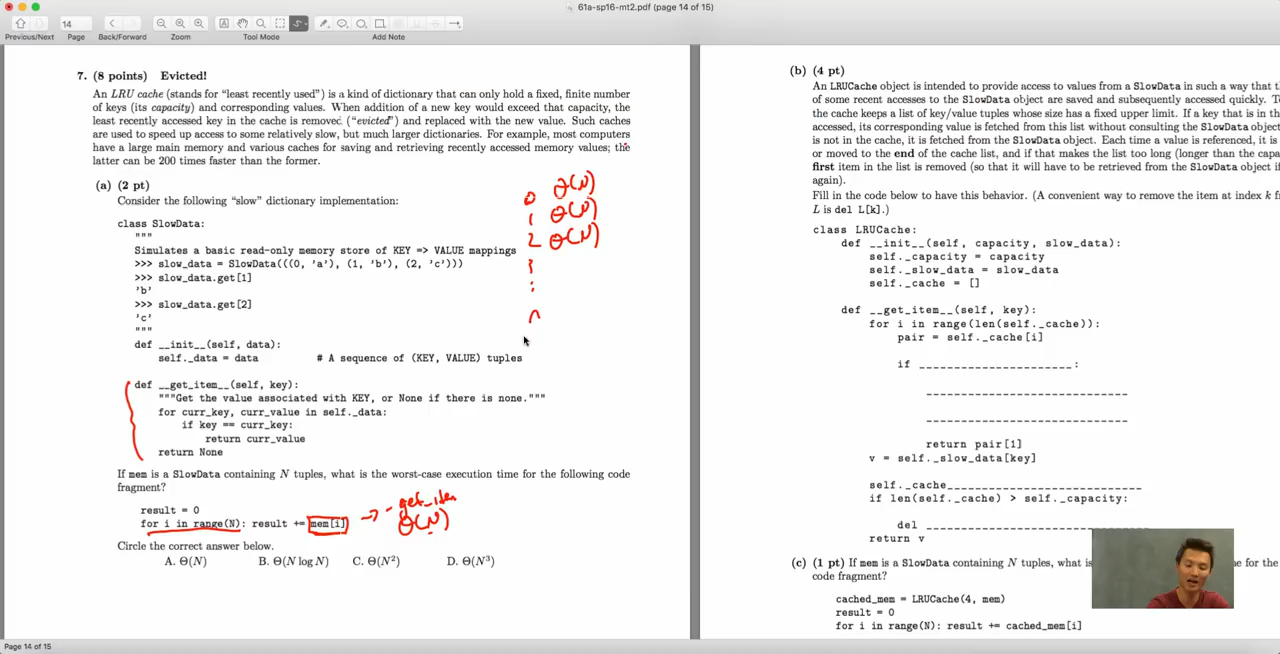 61a-sp16-mt2.pdf (page 14 of 15)
14
Previous/Next Page Back/Forward Zoom Tool Mode Add Note
7. (8 points) Evicted!
An LRU cache (stands for "least recently used") is a kind of dictionary that can only hold a fixed, finite number
of keys (its capacity) and corresponding values. When addition of a new key would exceed that capacity, the
least recently accessed key in the cache is removed ("evicted") and replaced with the new value. Such caches
are used to speed up access to some relatively slow, but much larger dictionaries. For example, most computers
have a large main memory and various caches for saving and retrieving recently accessed memory values; the
latter can be 200 times faster than the former.
(a) (2 pt)
Consider the following "slow" dictionary implementation:
class SlowData:
"""
Simulates a basic read-only memory store of KEY => VALUE mappings
>>> slow_data = SlowData(((0, 'a'), (1, 'b'), (2, 'c')))
>>> slow_data.get[1]
'b'
>>> slow_data.get[2]
'c'
"""
def __init__(self, data):
self._data = data # A sequence of (KEY, VALUE) tuples
def __get_item__(self, key):
"""Get the value associated with KEY, or None if there is none."""
for curr_key, curr_value in self._data:
if key == curr_key:
return curr_value
return None
If mem is a SlowData containing N tuples, what is the worst-case execution time for the following code
fragment?
result = 0
for i in range(N): result += mem[i]
Circle the correct answer below.
A. Θ(N) B. Θ(N log N) C. Θ(N²) D. Θ(N³)
0 Θ(N)
1 Θ(N)
2 Θ(N)
3
:
n
→ -get_item
Θ(N)
(b) (4 pt)
An LRUCache object is intended to provide access to values from a SlowData in such a way that th
of some recent accesses to the SlowData object are saved and subsequently accessed quickly. T
the cache keeps a list of key/value tuples whose size has a fixed upper limit. If a key that is in th
accessed, its corresponding value is fetched from this list without consulting the SlowData objec
is not in the cache, it is fetched from the SlowData object. Each time a value is referenced, it is
or moved to the end of the cache list, and if that makes the list too long (longer than the capa
first item in the list is removed (so that it will have to be retrieved from the SlowData object if
again).
Fill in the code below to have this behavior. (A convenient way to remove the item at index k f
L is del L[k].)
class LRUCache:
def __init__(self, capacity, slow_data):
self._capacity = capacity
self._slow_data = slow_data
self._cache = []
def __get_item__(self, key):
for i in range(len(self._cache)):
pair = self._cache[i]
if ______________________:
____________________________
____________________________
return pair[1]
v = self._slow_data[key]
self._cache________________________
if len(self._cache) > self._capacity:
del __________________________
return v
(c) (1 pt) If mem is a SlowData containing N tuples, what is me for the
code fragment?
cached_mem = LRUCache(4, mem)
result = 0
for i in range(N): result += cached_mem[i]
Page 14 of 15